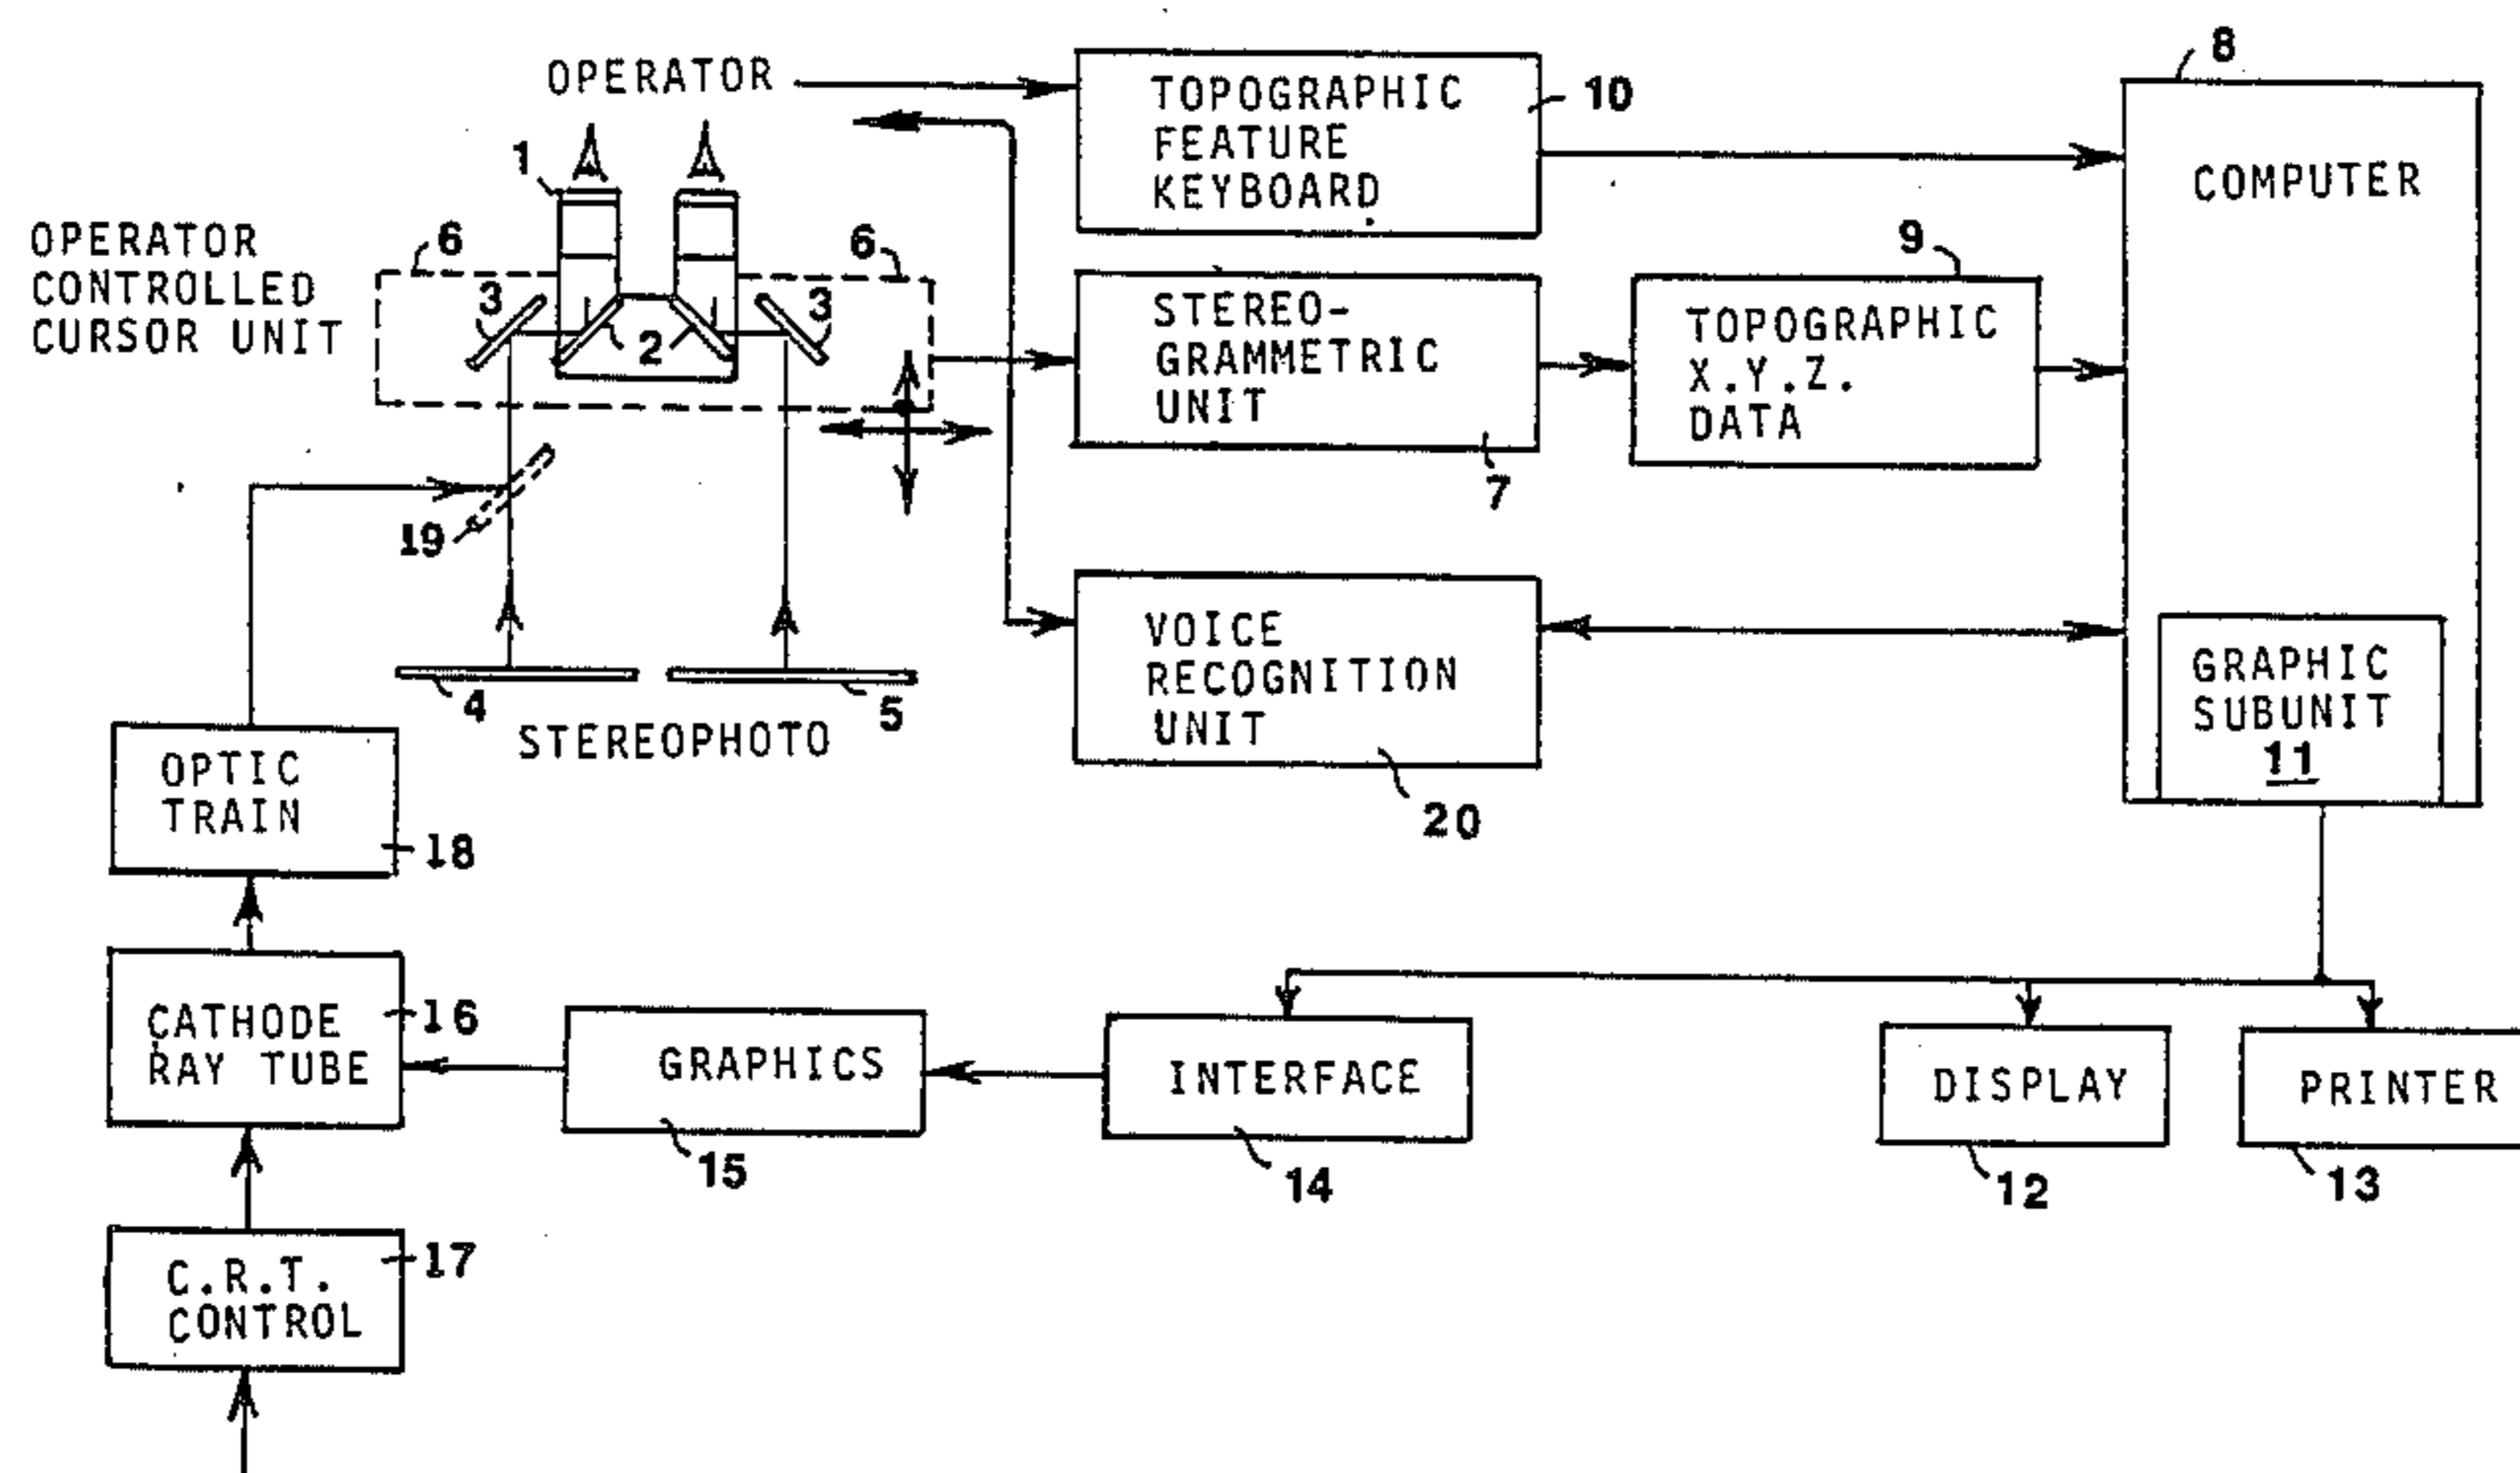 OPERATOR
1
OPERATOR
CONTROLLED
CURSOR UNIT
6
6
3
2
3
19
4
5
STEREOPHOTO
TOPOGRAPHIC
FEATURE
KEYBOARD
10
STEREO-
GRAMMETRIC
UNIT
7
TOPOGRAPHIC
X.Y.Z.
DATA
9
8
COMPUTER
VOICE
RECOGNITION
UNIT
20
GRAPHIC
SUBUNIT
11
OPTIC
TRAIN
18
CATHODE
RAY TUBE
16
GRAPHICS
15
INTERFACE
14
DISPLAY
12
PRINTER
13
C.R.T.
CONTROL
17